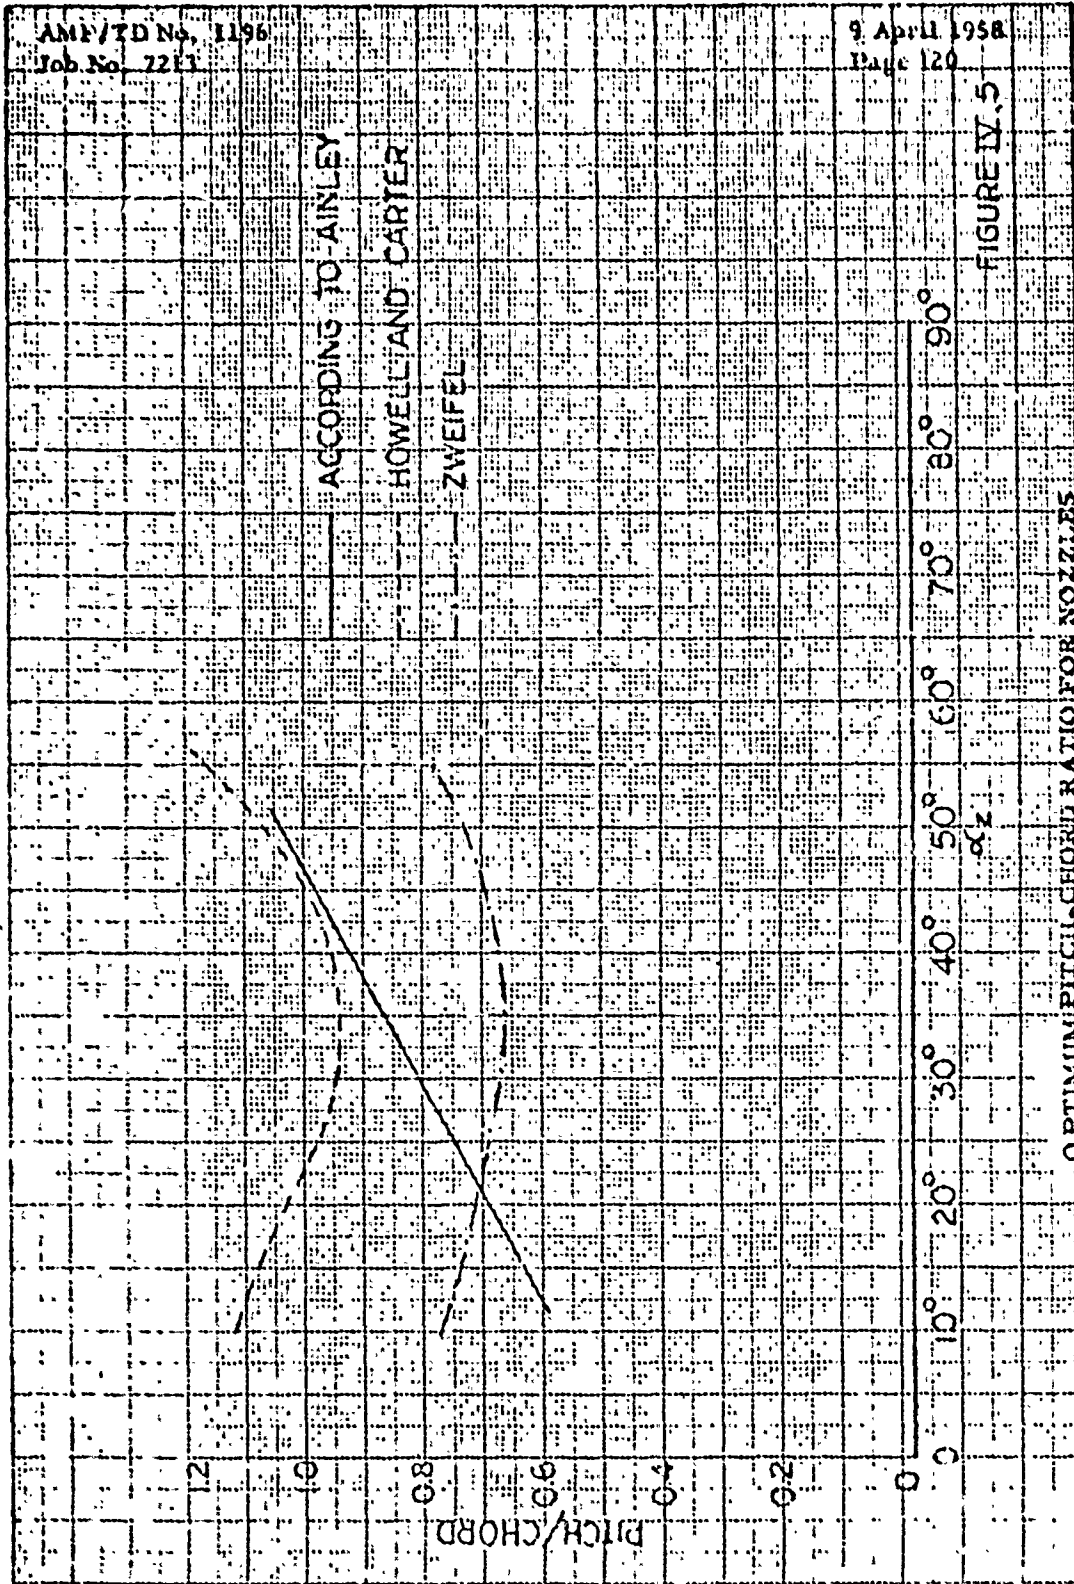 AMF/TD No. 1196
Job No. 7213
9 April 1958
Page 120
ACCORDING TO AINLEY
HOWELL AND CARTER
ZWEIFEL
FIGURE IV.5
PITCH/CHORD
1.2
1.0
0.8
0.6
0.4
0.2
0
0
10°
20°
30°
40°
50°
60°
70°
80°
90°
α₂
OPTIMUM PITCH-CHORD RATIO FOR NOZZLES